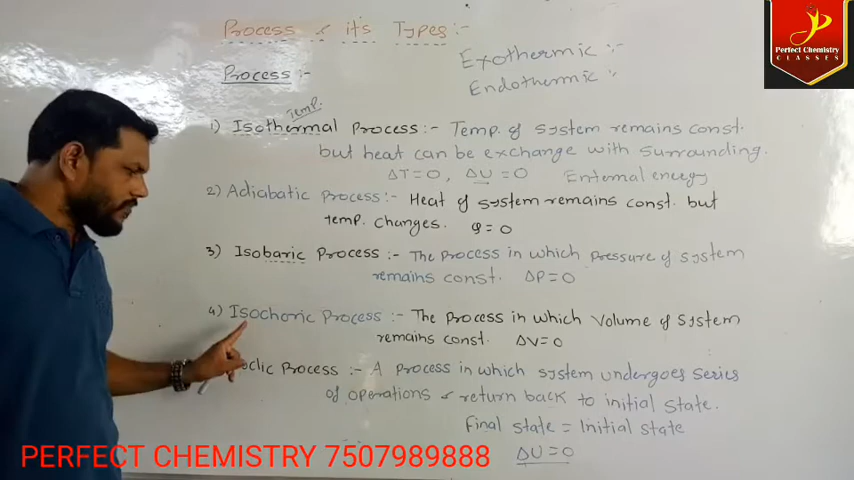 Process & it's Types :-
Exothermic :-
Endothermic :-
Process :-
Temp.
1) Isothermal Process :- Temp. of system remains const.
but heat can be exchange with surrounding.
ΔT=0, ΔU=0 Enternal energy
2) Adiabatic Process :- Heat of system remains const. but
temp. changes. q=0
3) Isobaric Process :- The Process in which Pressure of system
remains const. ΔP=0
4) Isochoric Process :- The Process in which Volume of system
remains const. ΔV=0
clic Process :- A Process in which system undergoes Series
of operations & return back to initial state.
Final state = Initial state
ΔU=0
Perfect Chemistry
CLASSES
PERFECT CHEMISTRY 7507989888